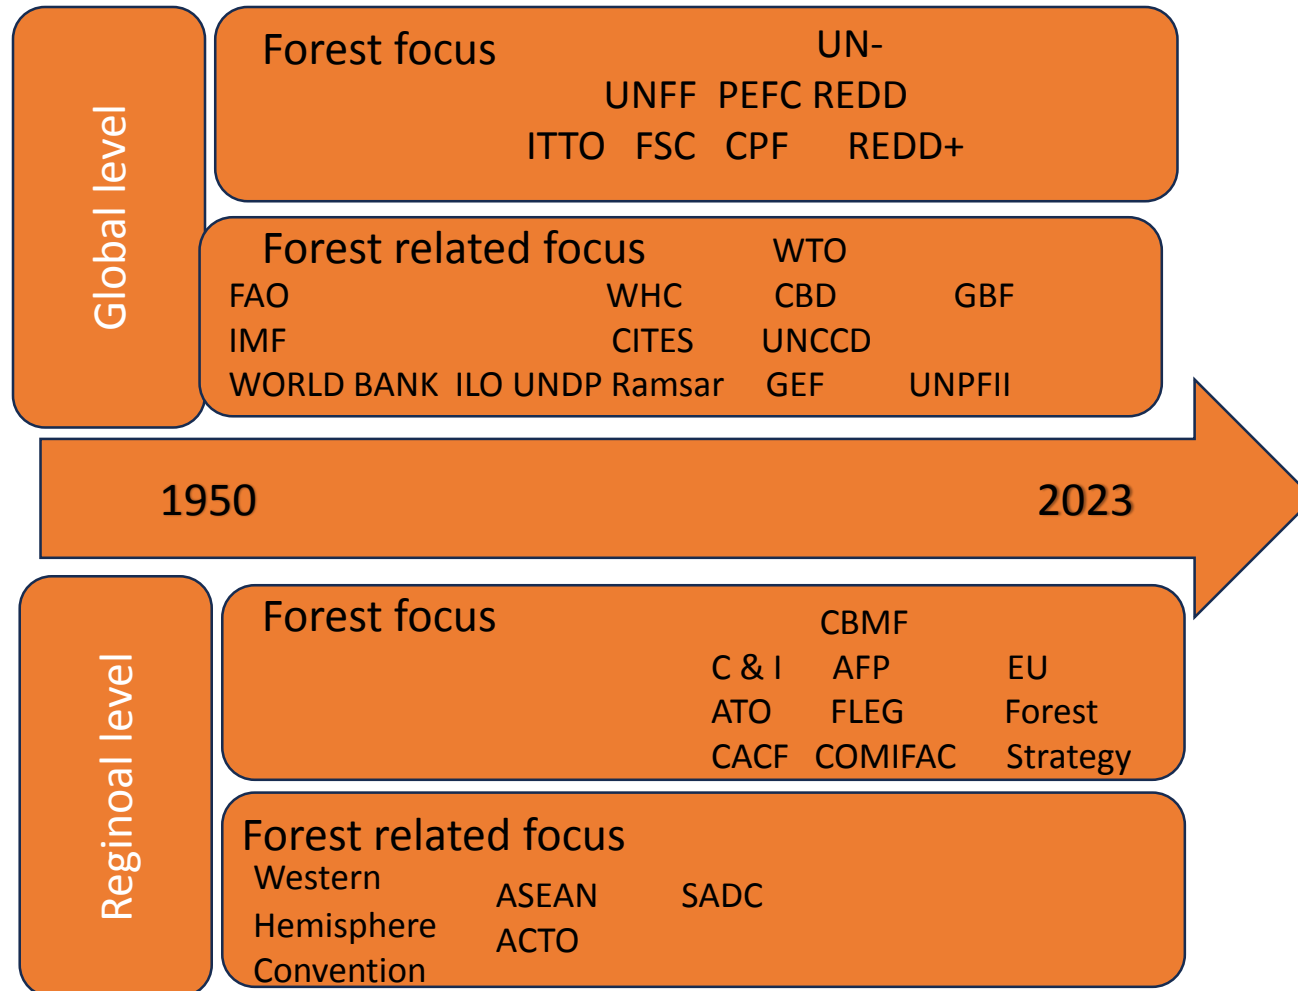 Global level
Forest focus
UN-
UNFF PEFC REDD
ITTO FSC CPF REDD+
Forest related focus
WTO
FAO WHC CBD GBF
IMF CITES UNCCD
WORLD BANK ILO UNDP Ramsar GEF UNPFII
1950 2023
Reginoal level
Forest focus
CBMF
C & I AFP EU
ATO FLEG Forest
CACF COMIFAC Strategy
Forest related focus
Western
Hemisphere
Convention
ASEAN SADC
ACTO